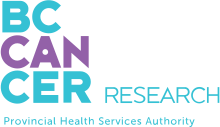 BC
CAN
CER RESEARCH
Provincial Health Services Authority